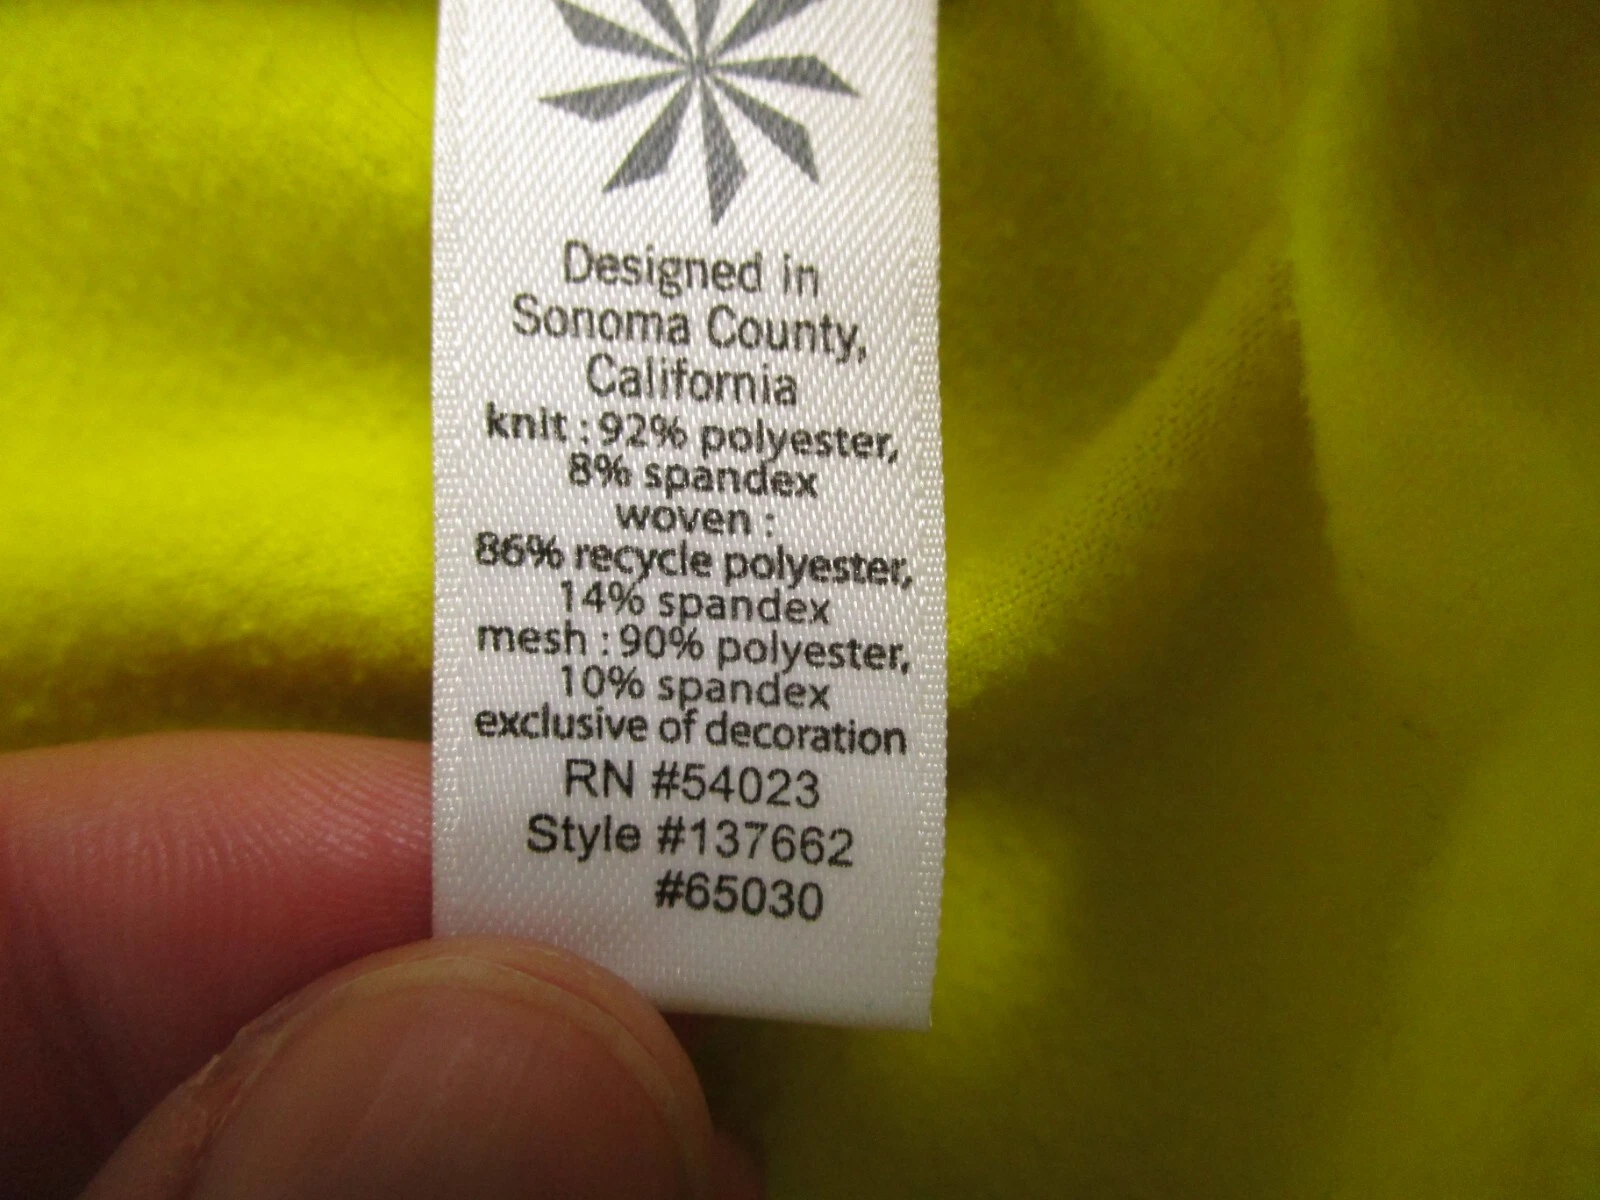 Designed in
Sonoma County,
California
knit : 92% polyester,
8% spandex
woven :
86% recycle polyester,
14% spandex
mesh : 90% polyester,
10% spandex
exclusive of decoration
RN #54023
Style #137662
#65030